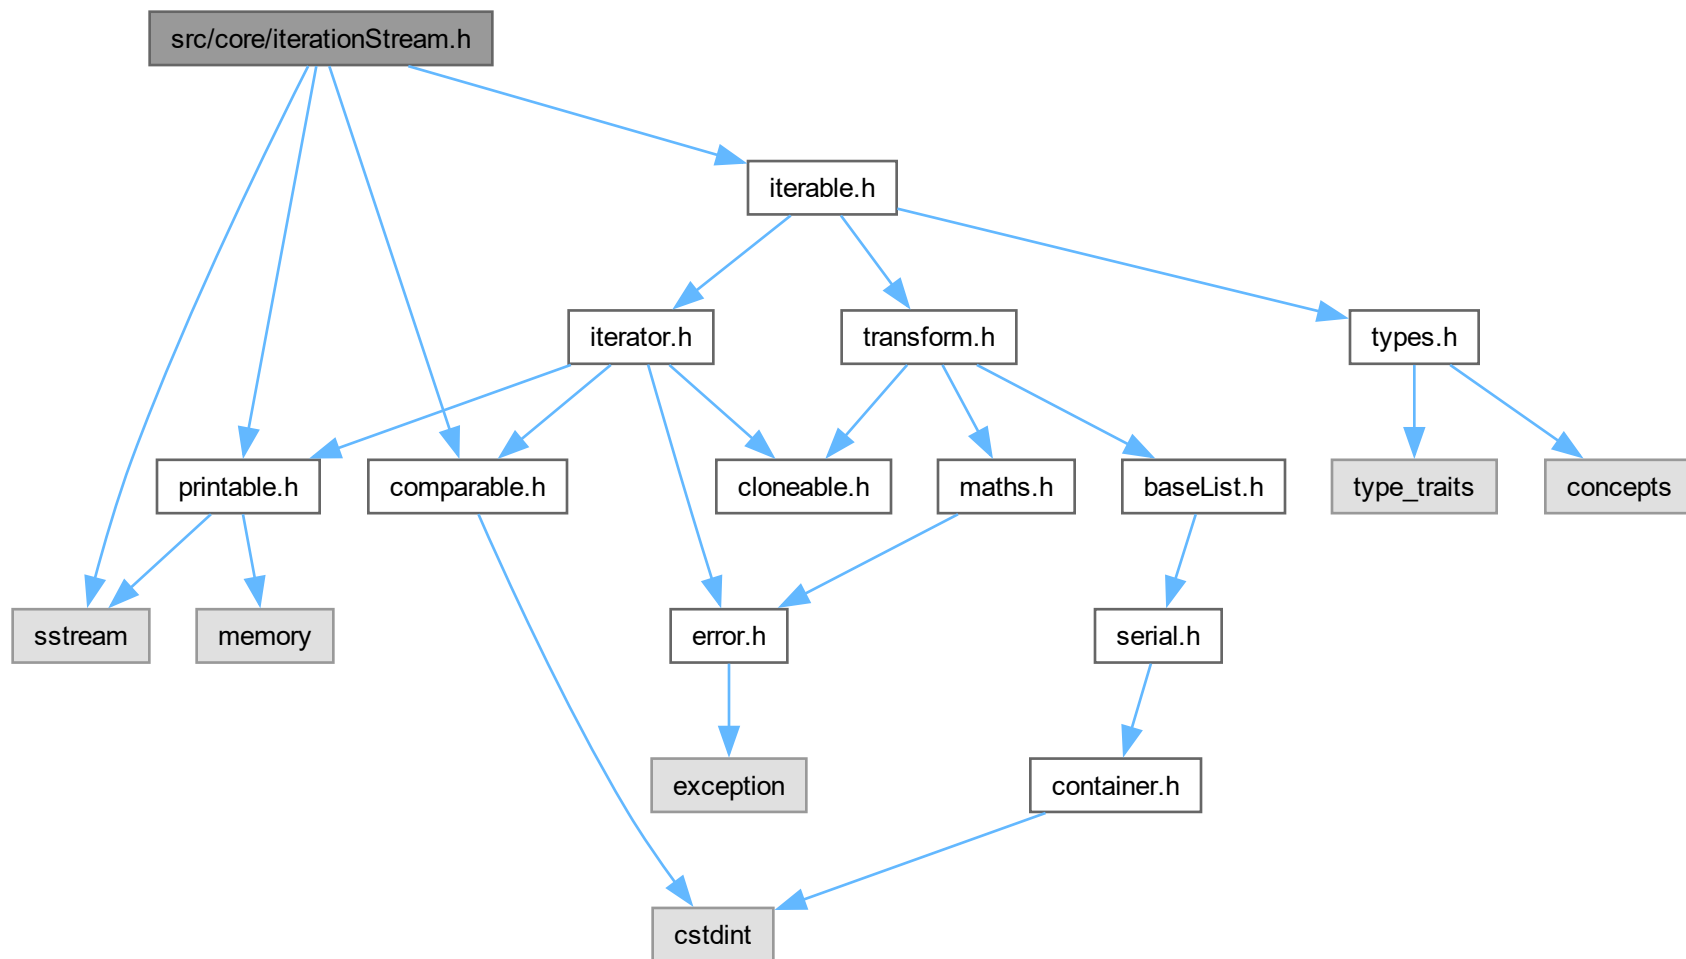 src/core/iterationStream.h
iterable.h
iterator.h
transform.h
types.h
printable.h
comparable.h
cloneable.h
maths.h
baseList.h
type_traits
concepts
sstream
memory
error.h
serial.h
exception
container.h
cstdint